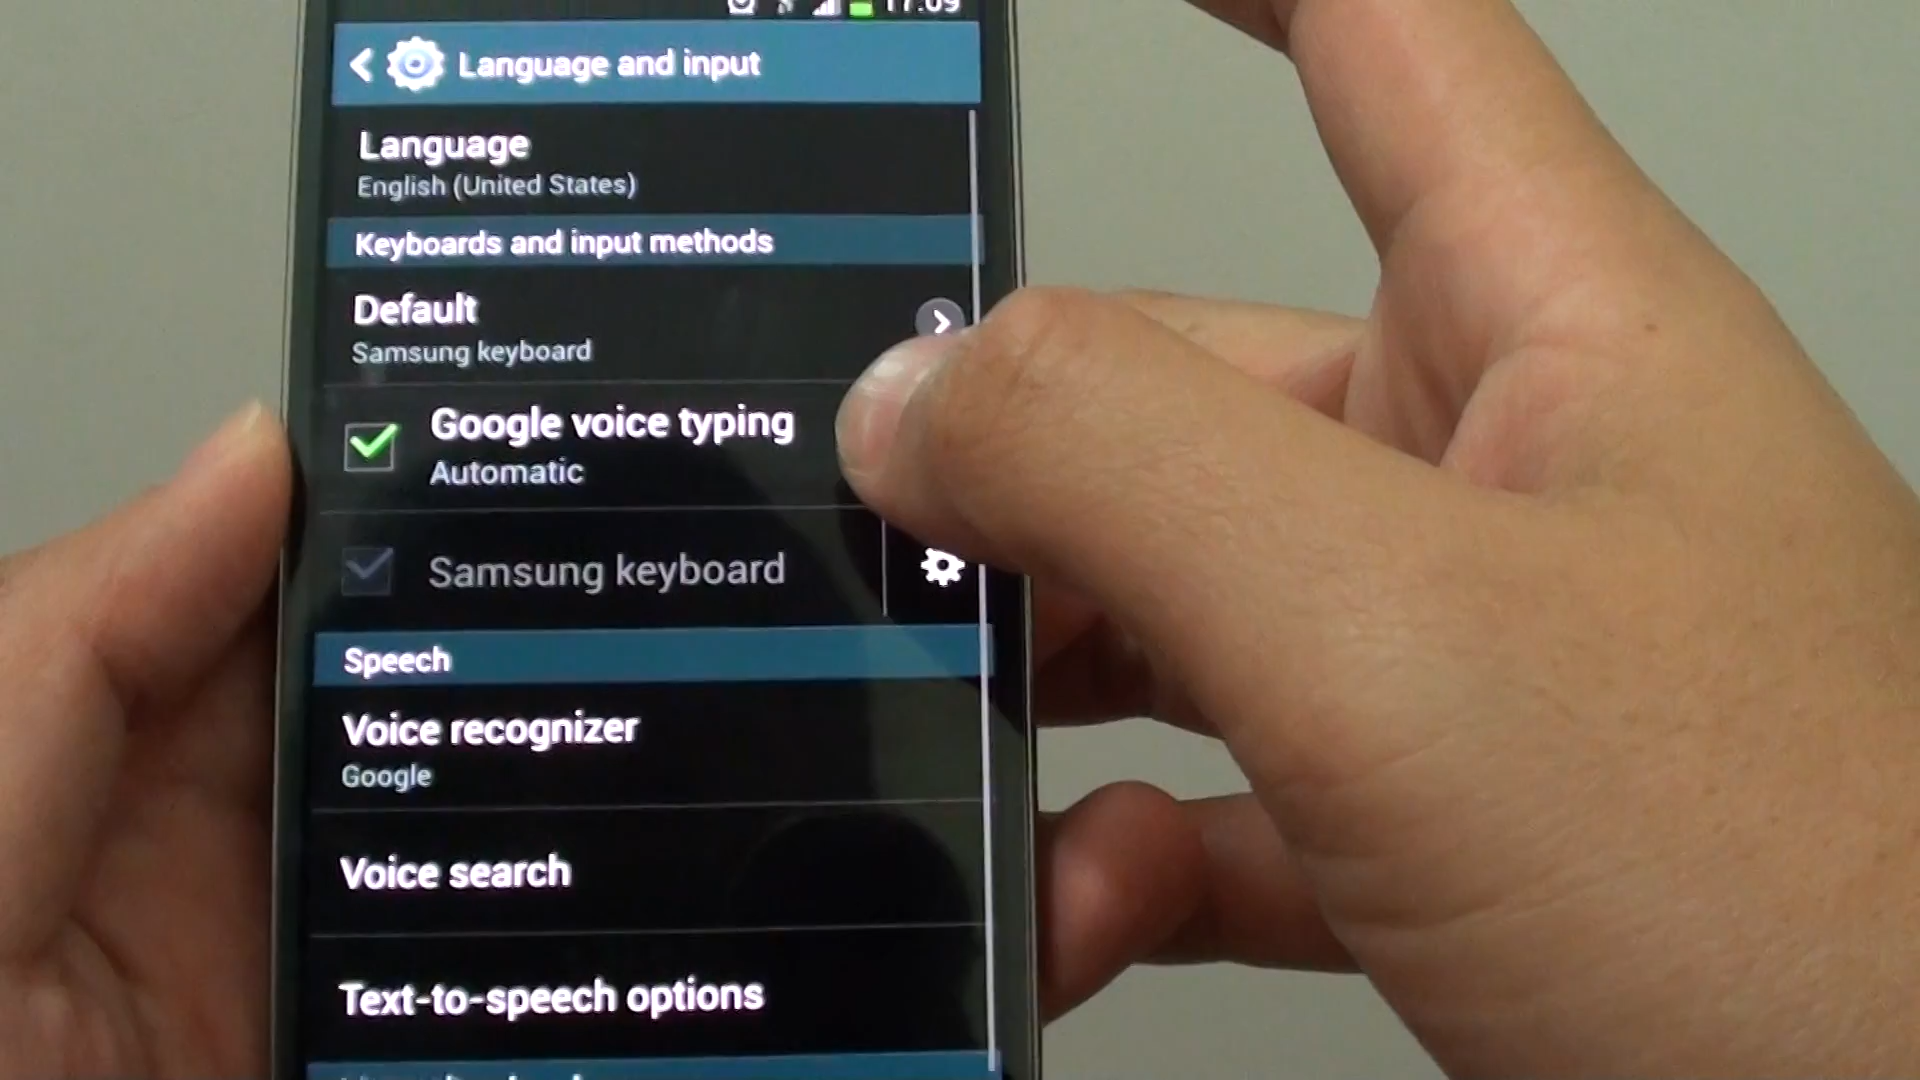 17:09
Language and input
Language
English (United States)
Keyboards and input methods
Default
Samsung keyboard
Google voice typing
Automatic
Samsung keyboard
Speech
Voice recognizer
Google
Voice search
Text-to-speech options